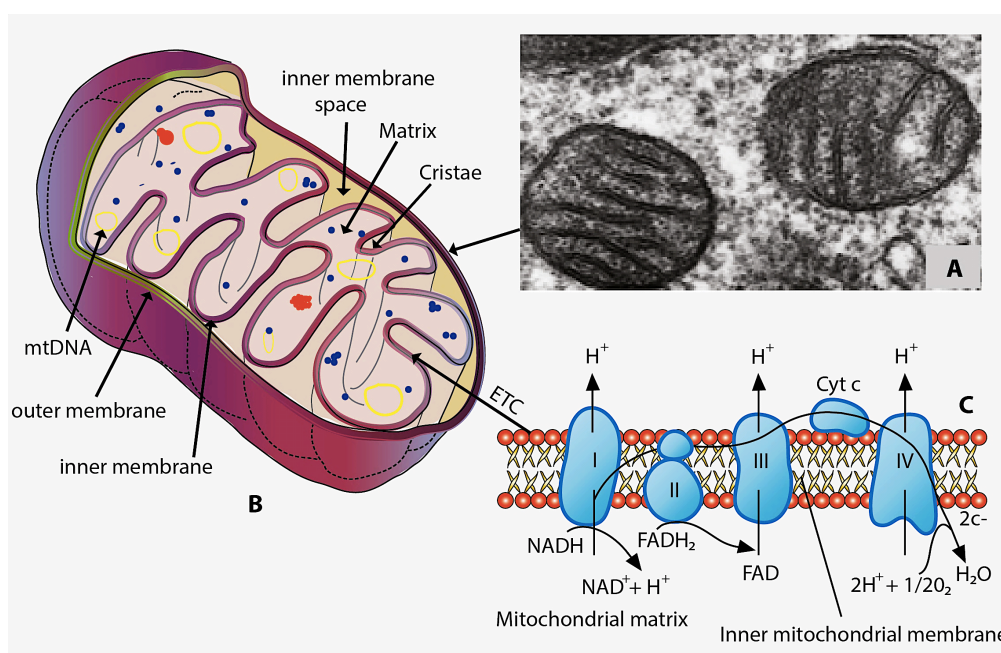 inner membrane
space
Matrix
Cristae
A
mtDNA
outer membrane
inner membrane
B
ETC
H+
H+
H+
Cyt c
C
I
II
III
IV
2c-
NADH
FADH₂
NAD⁺+ H⁺
FAD
2H⁺ + 1/20₂
H₂O
Mitochondrial matrix
Inner mitochondrial membrane